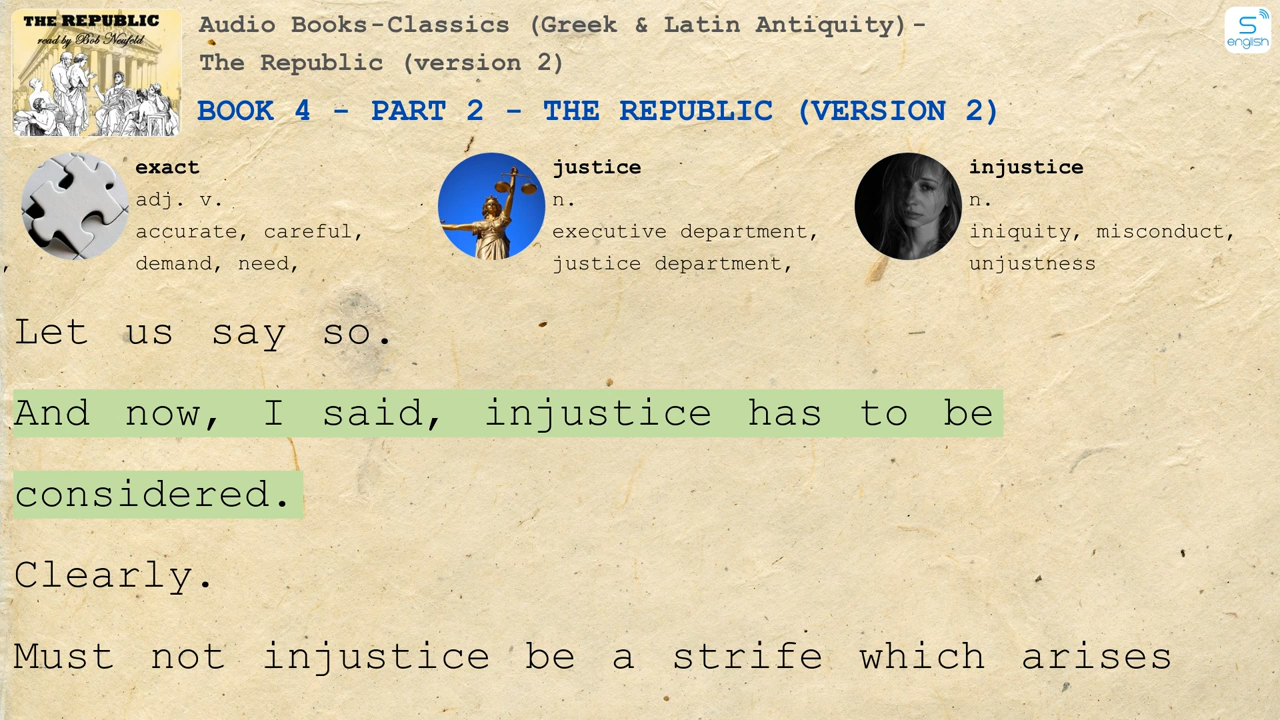 THE REPUBLIC
read by Bob Neufeld
Audio Books-Classics (Greek & Latin Antiquity)-
The Republic (version 2)
BOOK 4 - PART 2 - THE REPUBLIC (VERSION 2)
S
english
exact
adj. v.
accurate, careful,
demand, need,
justice
n.
executive department,
justice department,
injustice
n.
iniquity, misconduct,
unjustness
,
Let us say so.
And now, I said, injustice has to be
considered.
Clearly.
Must not injustice be a strife which arises